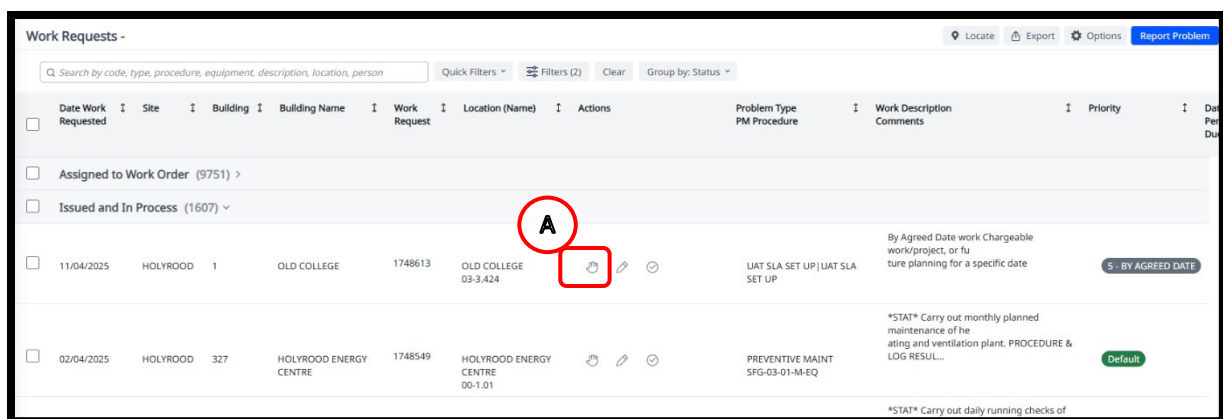 Work Requests -
Locate Export Options Report Problem
Search by code, type, procedure, equipment, description, location, person Quick Filters Filters (2) Clear Group by: Status
Date Work Requested Site Building Building Name Work Request Location (Name) Actions Problem Type PM Procedure Work Description Comments Priority Dat Per Du
Assigned to Work Order (9751)
Issued and In Process (1607)
A
11/04/2025 HOLYROOD 1 OLD COLLEGE 1748613 OLD COLLEGE 03-3.424 UAT SLA SET UP|UAT SLA SET UP By Agreed Date work Chargeable work/project, or fu ture planning for a specific date 5 - BY AGREED DATE
02/04/2025 HOLYROOD 327 HOLYROOD ENERGY CENTRE 1748549 HOLYROOD ENERGY CENTRE 00-1.01 PREVENTIVE MAINT SFG-03-01-M-EQ *STAT* Carry out monthly planned maintenance of he ating and ventilation plant. PROCEDURE & LOG RESUL... Default
*STAT* Carry out daily running checks of